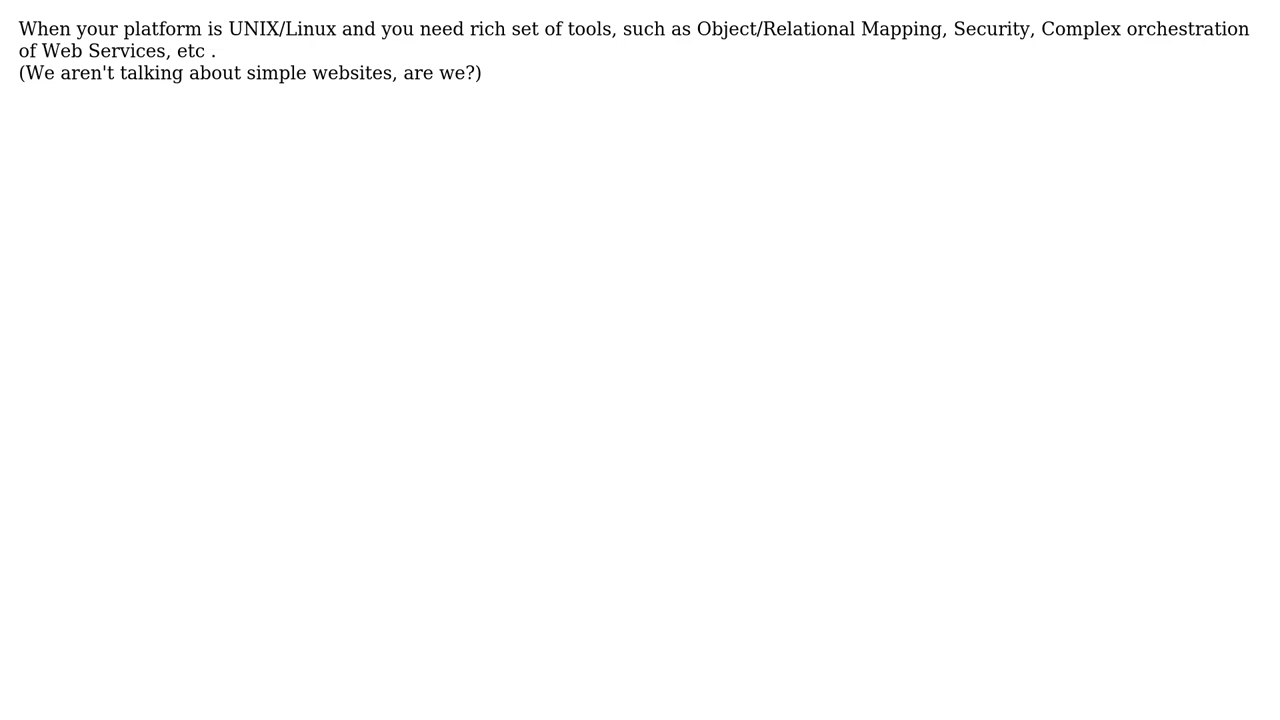 When your platform is UNIX/Linux and you need rich set of tools, such as Object/Relational Mapping, Security, Complex orchestration
of Web Services, etc .
(We aren't talking about simple websites, are we?)